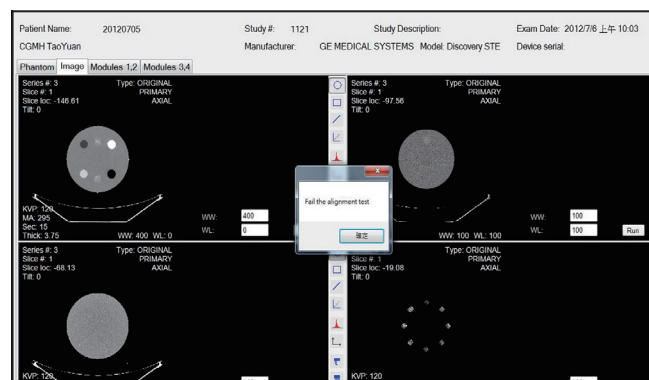 Patient Name: 20120705 Study#: 1121 Study Description: Exam Date: 2012/7/6 上午 10:03
CGMH TaoYuan Manufacturer: GE MEDICAL SYSTEMS Model: Discovery STE Device serial:
Phantom Image Modules 1,2 Modules 3,4
Series #: 3 Type: ORIGINAL
Slice #: 1 PRIMARY
Slice loc: -146.61 AXIAL
Tilt: 0
KVP: 120
MA: 295
Sec: 15
Thick: 3.75 WW: 400 WL: 0
WW: 400
WL: 0
Series #: 3 Type: ORIGINAL
Slice #: 1 PRIMARY
Slice loc: -97.56 AXIAL
Tilt: 0
WW: 100 WL: 100
WW: 100
WL: 100 Run
Fail the alignment test
確定
Series #: 3 Type: ORIGINAL
Slice #: 1 PRIMARY
Slice loc: -68.13 AXIAL
Tilt: 0
KVP: 120
Type: ORIGINAL
Slice #: 1 PRIMARY
Slice loc: -19.08 AXIAL
Tilt: 0
KVP: 120